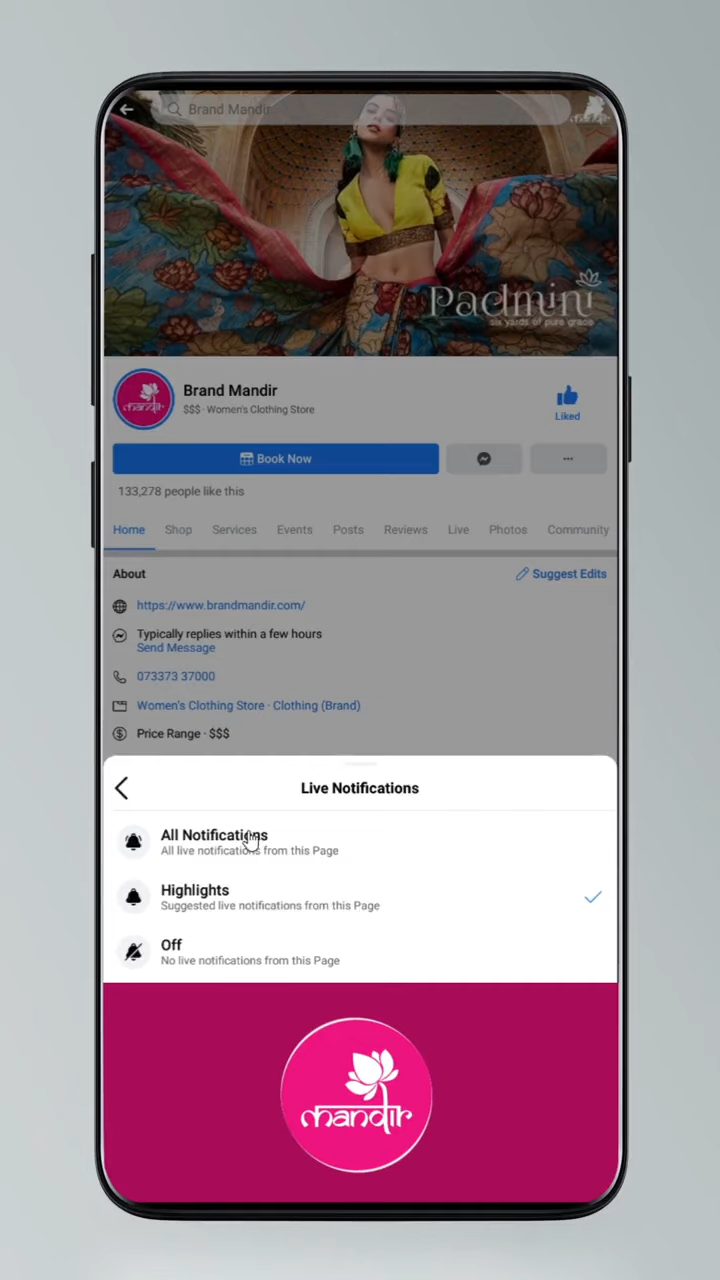 Brand Mandir
Padmini
six yards of pure grace
mandir
Brand Mandir
$$$ · Women's Clothing Store
Liked
Book Now
133,278 people like this
Home Shop Services Events Posts Reviews Live Photos Community
About
Suggest Edits
https://www.brandmandir.com/
Typically replies within a few hours
Send Message
073373 37000
Women's Clothing Store · Clothing (Brand)
Price Range · $$$
Live Notifications
All Notifications
All live notifications from this Page
Highlights
Suggested live notifications from this Page
Off
No live notifications from this Page
mandir